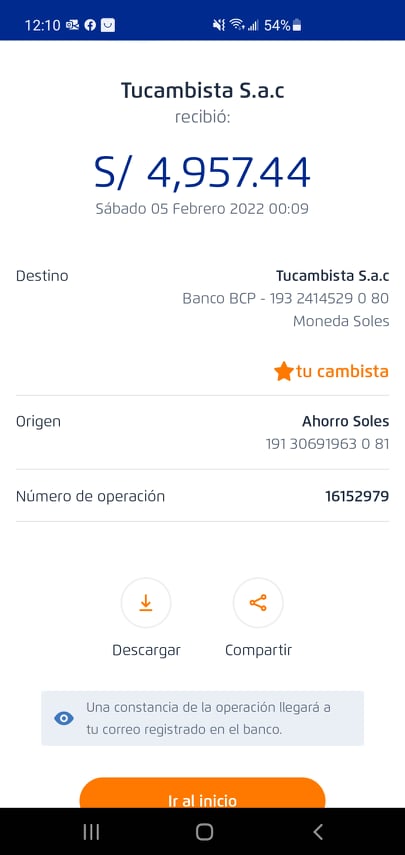 12:10 54%
Tucambista S.a.c
recibió:
S/ 4,957.44
Sábado 05 Febrero 2022 00:09
Destino Tucambista S.a.c
Banco BCP - 193 2414529 0 80
Moneda Soles
tu cambista
Origen Ahorro Soles
191 30691963 0 81
Número de operación 16152979
Descargar Compartir
Una constancia de la operación llegará a
tu correo registrado en el banco.
Ir al inicio